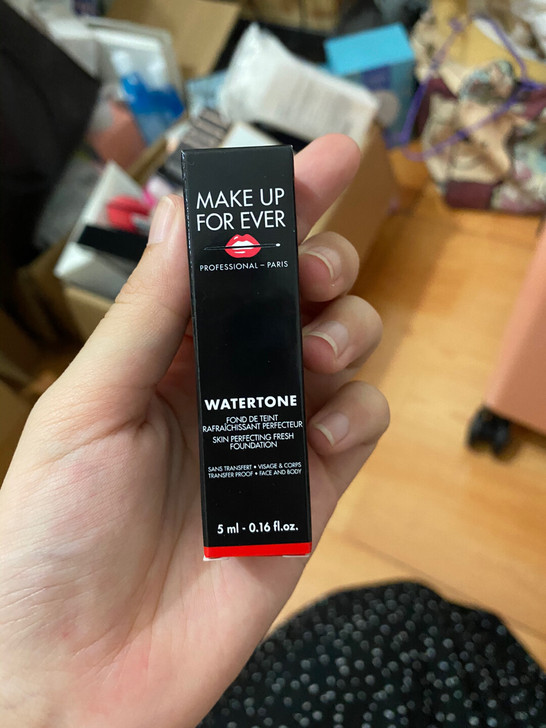 MAKE UP
FOR EVER
PROFESSIONAL – PARIS
WATERTONE
FOND DE TEINT
RAFRAÎCHISSANT PERFECTEUR
SKIN PERFECTING FRESH
FOUNDATION
SANS TRANSFERT • VISAGE & CORPS
TRANSFER PROOF • FACE AND BODY
5 ml - 0.16 fl.oz.